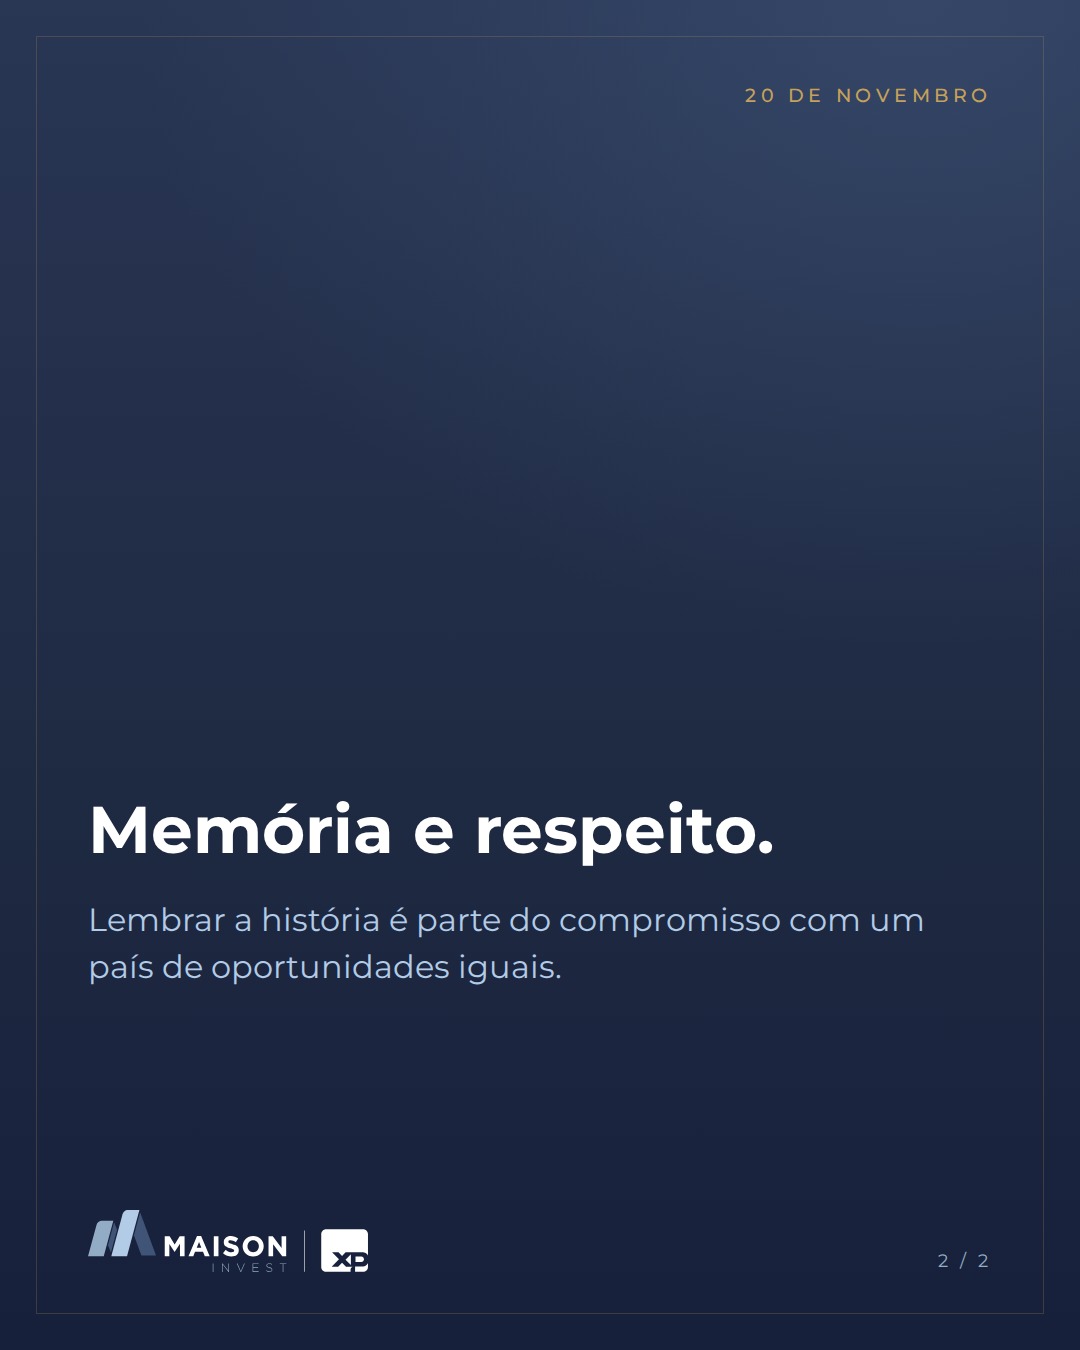 20 DE NOVEMBRO
Memória e respeito.
Lembrar a história é parte do compromisso com um
país de oportunidades iguais.
MAISON
INVEST
xp
2 / 2